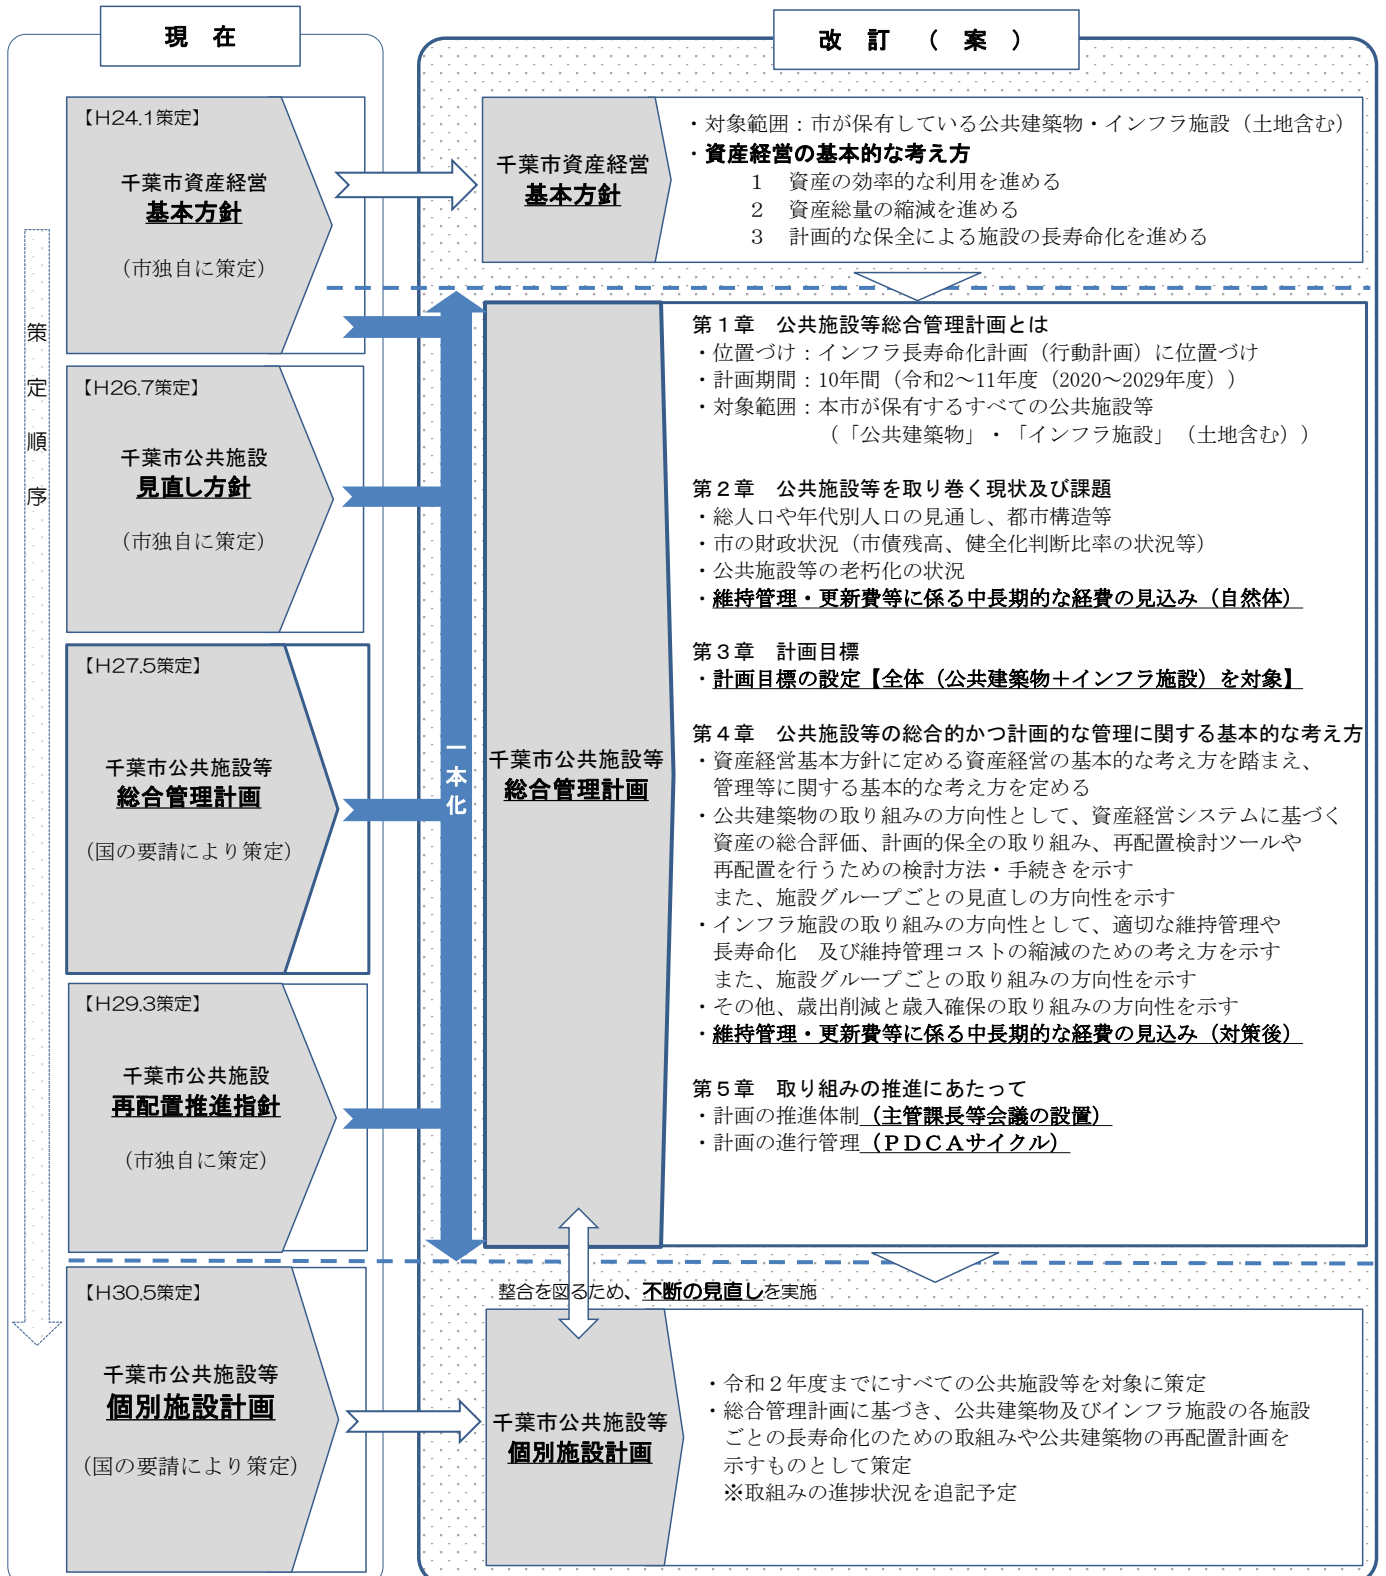 現　在
【H24.1策定】
千葉市資産経営
基本方針
（市独自に策定）
【H26.7策定】
千葉市公共施設
見直し方針
（市独自に策定）
【H27.5策定】
千葉市公共施設等
総合管理計画
（国の要請により策定）
【H29.3策定】
千葉市公共施設
再配置推進指針
（市独自に策定）
【H30.5策定】
千葉市公共施設等
個別施設計画
（国の要請により策定）
策定順序
一本化
改　訂　（　案　）
千葉市資産経営
基本方針
・対象範囲：市が保有している公共建築物・インフラ施設（土地含む）
・資産経営の基本的な考え方
１　資産の効率的な利用を進める
２　資産総量の縮減を進める
３　計画的な保全による施設の長寿命化を進める
千葉市公共施設等
総合管理計画
第１章　公共施設等総合管理計画とは
・位置づけ：インフラ長寿命化計画（行動計画）に位置づけ
・計画期間：10年間（令和2～11年度（2020～2029年度））
・対象範囲：本市が保有するすべての公共施設等
（「公共建築物」・「インフラ施設」（土地含む））
第２章　公共施設等を取り巻く現状及び課題
・総人口や年代別人口の見通し、都市構造等
・市の財政状況（市債残高、健全化判断比率の状況等）
・公共施設等の老朽化の状況
・維持管理・更新費等に係る中長期的な経費の見込み（自然体）
第３章　計画目標
・計画目標の設定【全体（公共建築物＋インフラ施設）を対象】
第４章　公共施設等の総合的かつ計画的な管理に関する基本的な考え方
・資産経営基本方針に定める資産経営の基本的な考え方を踏まえ、
管理等に関する基本的な考え方を定める
・公共建築物の取り組みの方向性として、資産経営システムに基づく
資産の総合評価、計画的保全の取り組み、再配置検討ツールや
再配置を行うための検討方法・手続きを示す
また、施設グループごとの見直しの方向性を示す
・インフラ施設の取り組みの方向性として、適切な維持管理や
長寿命化　及び維持管理コストの縮減のための考え方を示す
また、施設グループごとの取り組みの方向性を示す
・その他、歳出削減と歳入確保の取り組みの方向性を示す
・維持管理・更新費等に係る中長期的な経費の見込み（対策後）
第５章　取り組みの推進にあたって
・計画の推進体制（主管課長等会議の設置）
・計画の進行管理（ＰＤＣＡサイクル）
整合を図るため、不断の見直しを実施
千葉市公共施設等
個別施設計画
・令和２年度までにすべての公共施設等を対象に策定
・総合管理計画に基づき、公共建築物及びインフラ施設の各施設
ごとの長寿命化のための取組みや公共建築物の再配置計画を
示すものとして策定
※取組みの進捗状況を追記予定